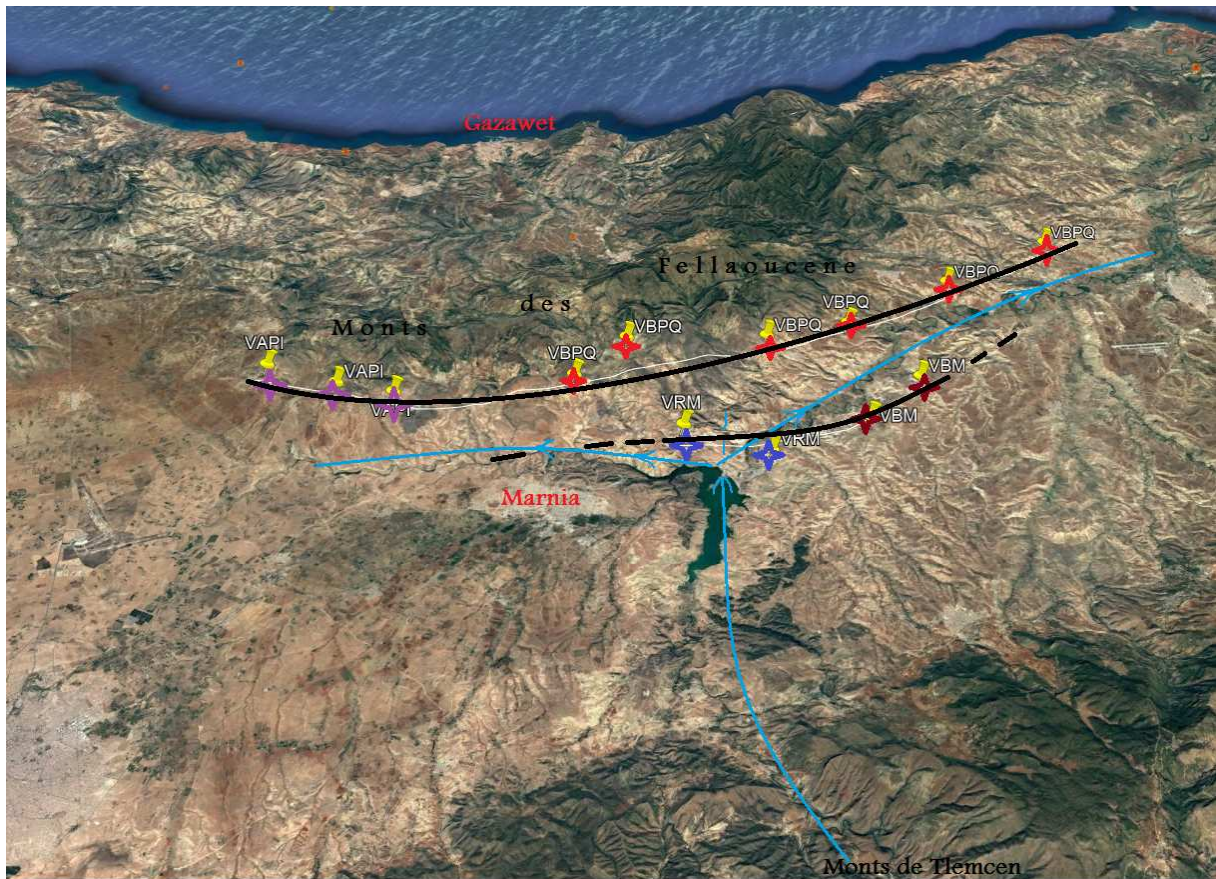 Gazawet
VBPQ
Fellaoucene
VBPQ
des
VBPQ
Monts
VBPQ
VBPQ
VAPI
VBPQ
VAPI
VBM
VAPI
VRM
VBM
VRM
Marnia
Monts de Tlemcen